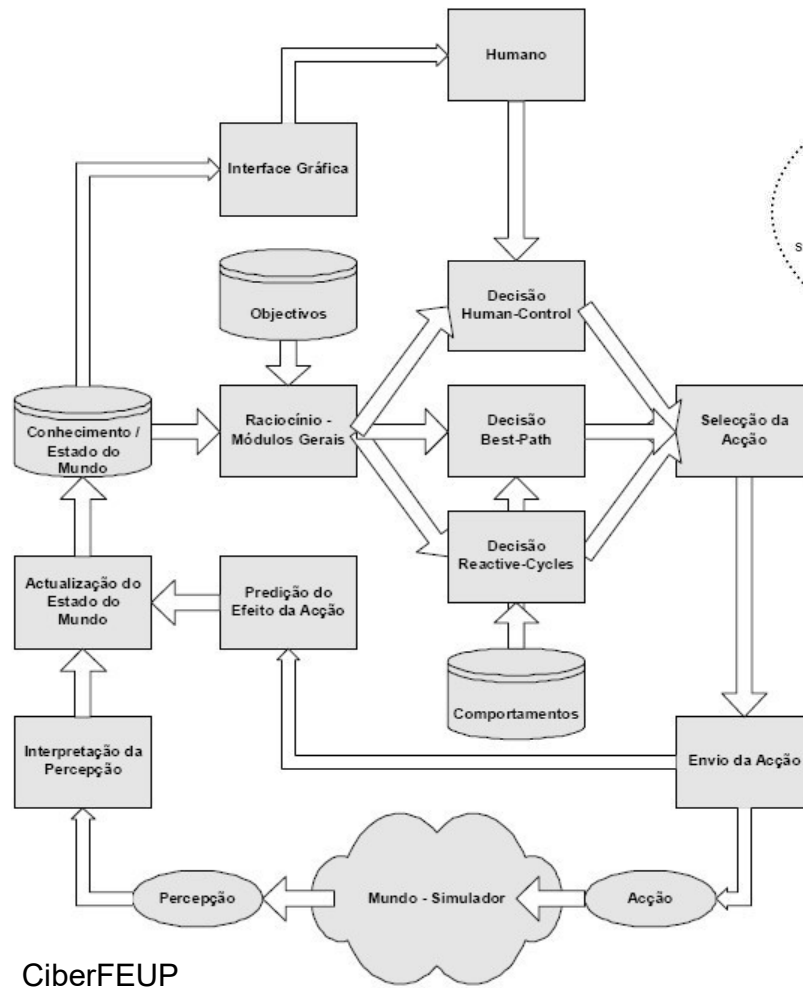 Humano
Interface Gráfica
s
Objectivos
Decisão
Human-Control
Conhecimento /
Estado do
Mundo
Raciocínio -
Módulos Gerais
Decisão
Best-Path
Selecção da
Acção
Decisão
Reactive-Cycles
Actualização do
Estado do
Mundo
Predição do
Efeito da Acção
Comportamentos
Interpretação da
Percepção
Envio da Acção
Percepção
Mundo - Simulador
Acção
CiberFEUP